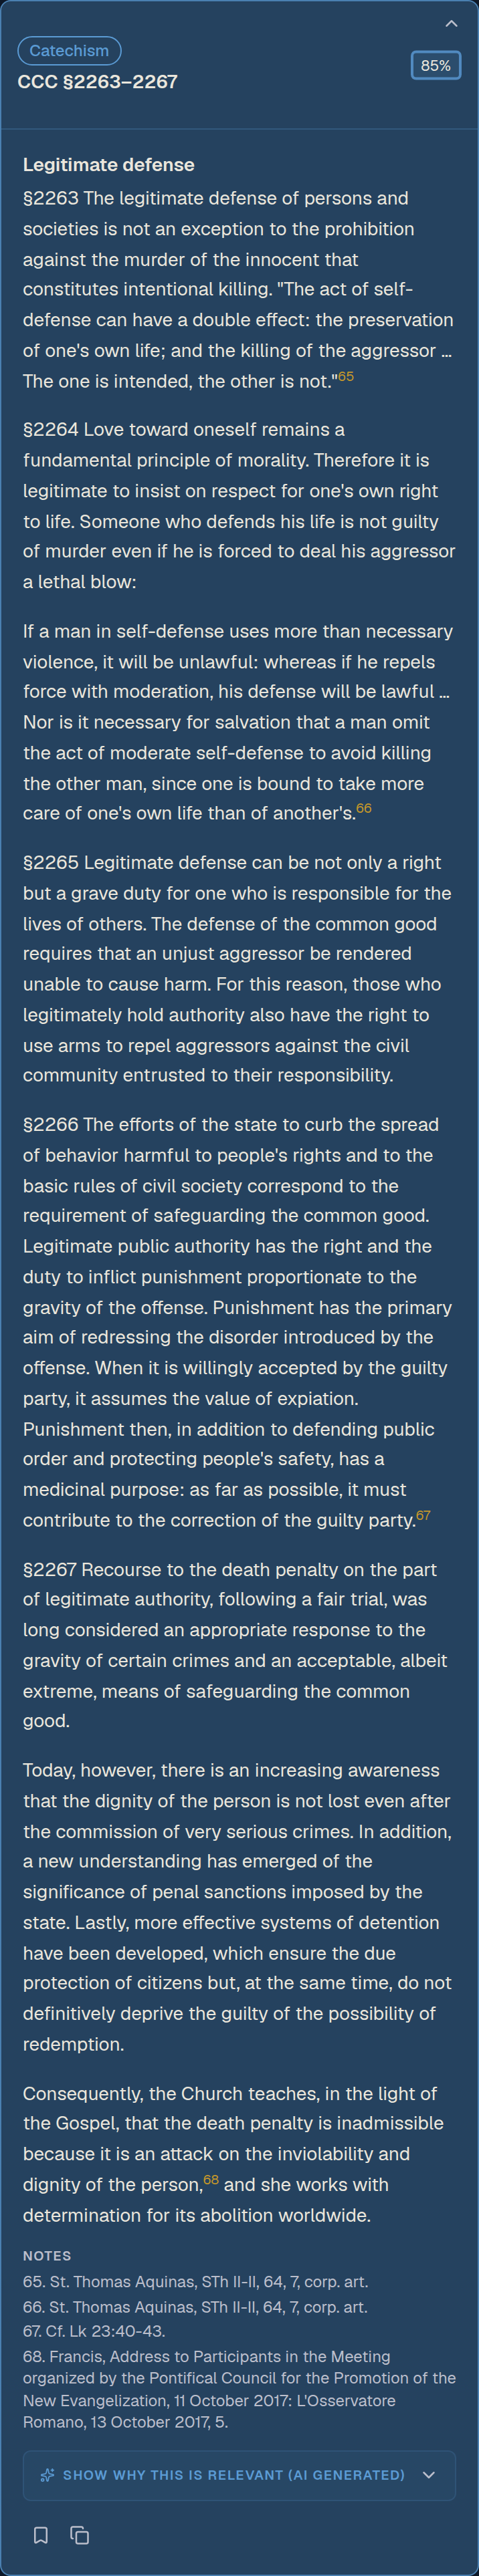 Catechism
CCC §2263–2267
85%
Legitimate defense
§2263 The legitimate defense of persons and
societies is not an exception to the prohibition
against the murder of the innocent that
constitutes intentional killing. "The act of self-
defense can have a double effect: the preservation
of one's own life; and the killing of the aggressor ...
The one is intended, the other is not."65
§2264 Love toward oneself remains a
fundamental principle of morality. Therefore it is
legitimate to insist on respect for one's own right
to life. Someone who defends his life is not guilty
of murder even if he is forced to deal his aggressor
a lethal blow:
If a man in self-defense uses more than necessary
violence, it will be unlawful: whereas if he repels
force with moderation, his defense will be lawful ...
Nor is it necessary for salvation that a man omit
the act of moderate self-defense to avoid killing
the other man, since one is bound to take more
care of one's own life than of another's.66
§2265 Legitimate defense can be not only a right
but a grave duty for one who is responsible for the
lives of others. The defense of the common good
requires that an unjust aggressor be rendered
unable to cause harm. For this reason, those who
legitimately hold authority also have the right to
use arms to repel aggressors against the civil
community entrusted to their responsibility.
§2266 The efforts of the state to curb the spread
of behavior harmful to people's rights and to the
basic rules of civil society correspond to the
requirement of safeguarding the common good.
Legitimate public authority has the right and the
duty to inflict punishment proportionate to the
gravity of the offense. Punishment has the primary
aim of redressing the disorder introduced by the
offense. When it is willingly accepted by the guilty
party, it assumes the value of expiation.
Punishment then, in addition to defending public
order and protecting people's safety, has a
medicinal purpose: as far as possible, it must
contribute to the correction of the guilty party.67
§2267 Recourse to the death penalty on the part
of legitimate authority, following a fair trial, was
long considered an appropriate response to the
gravity of certain crimes and an acceptable, albeit
extreme, means of safeguarding the common
good.
Today, however, there is an increasing awareness
that the dignity of the person is not lost even after
the commission of very serious crimes. In addition,
a new understanding has emerged of the
significance of penal sanctions imposed by the
state. Lastly, more effective systems of detention
have been developed, which ensure the due
protection of citizens but, at the same time, do not
definitively deprive the guilty of the possibility of
redemption.
Consequently, the Church teaches, in the light of
the Gospel, that the death penalty is inadmissible
because it is an attack on the inviolability and
dignity of the person,68 and she works with
determination for its abolition worldwide.
NOTES
65. St. Thomas Aquinas, STh II-II, 64, 7, corp. art.
66. St. Thomas Aquinas, STh II-II, 64, 7, corp. art.
67. Cf. Lk 23:40-43.
68. Francis, Address to Participants in the Meeting
organized by the Pontifical Council for the Promotion of the
New Evangelization, 11 October 2017: L'Osservatore
Romano, 13 October 2017, 5.
SHOW WHY THIS IS RELEVANT (AI GENERATED)